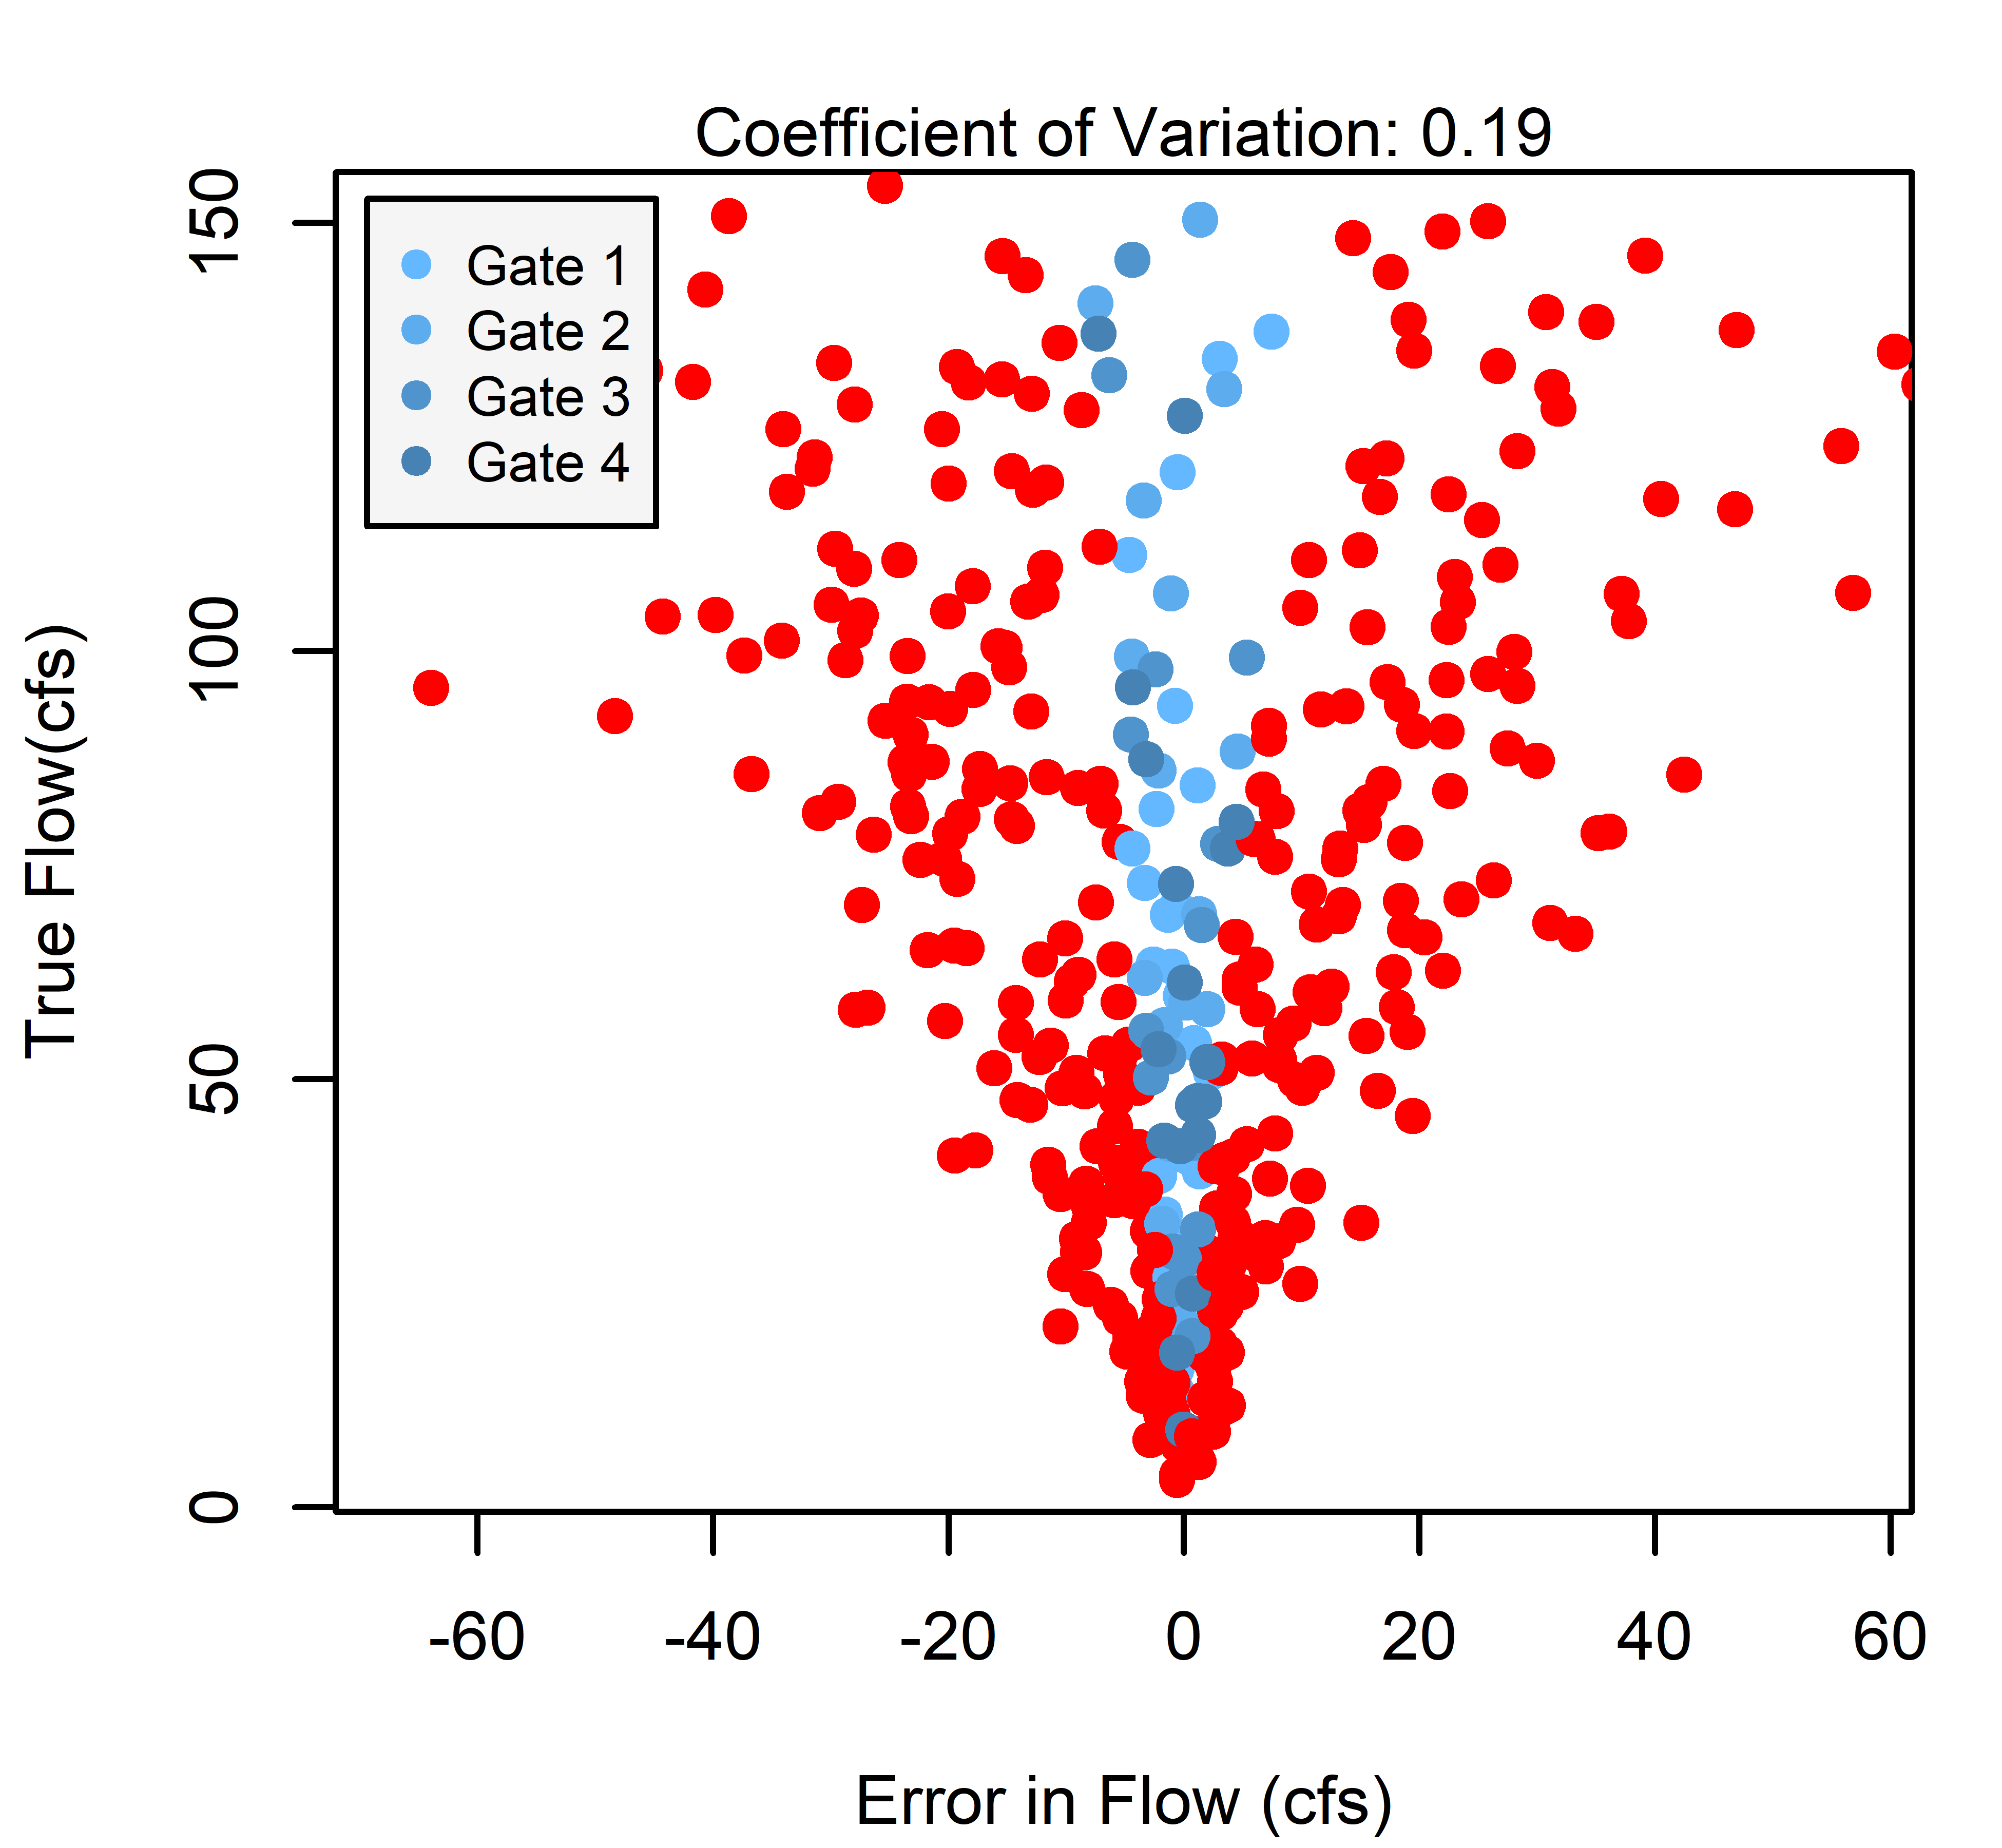 Coefficient of Variation: 0.19
Gate 1
Gate 2
Gate 3
Gate 4
True Flow(cfs)
150
100
50
0
-60 -40 -20 0 20 40 60
Error in Flow (cfs)